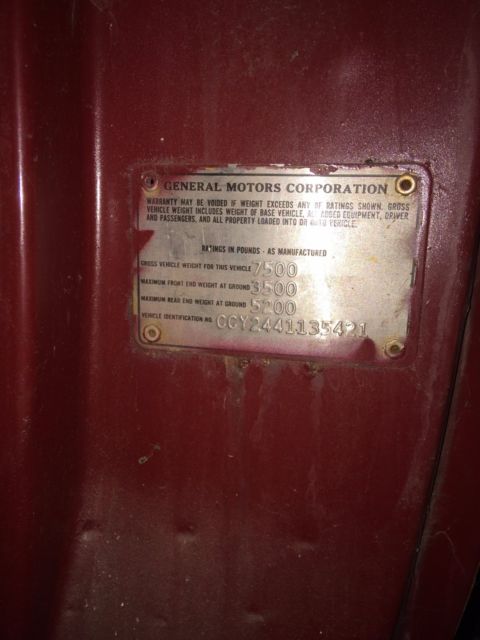 GENERAL MOTORS CORPORATION
WARRANTY MAY BE VOIDED IF WEIGHT EXCEEDS ANY OF RATINGS SHOWN. GROSS
VEHICLE WEIGHT INCLUDES WEIGHT OF BASE VEHICLE, ALL ADDED EQUIPMENT, DRIVER
AND PASSENGERS, AND ALL PROPERTY LOADED INTO OR ONTO VEHICLE.
RATINGS IN POUNDS - AS MANUFACTURED
GROSS VEHICLE WEIGHT FOR THIS VEHICLE 7500
MAXIMUM FRONT END WEIGHT AT GROUND 3500
MAXIMUM REAR END WEIGHT AT GROUND 5200
VEHICLE IDENTIFICATION NO. CCY2441135421